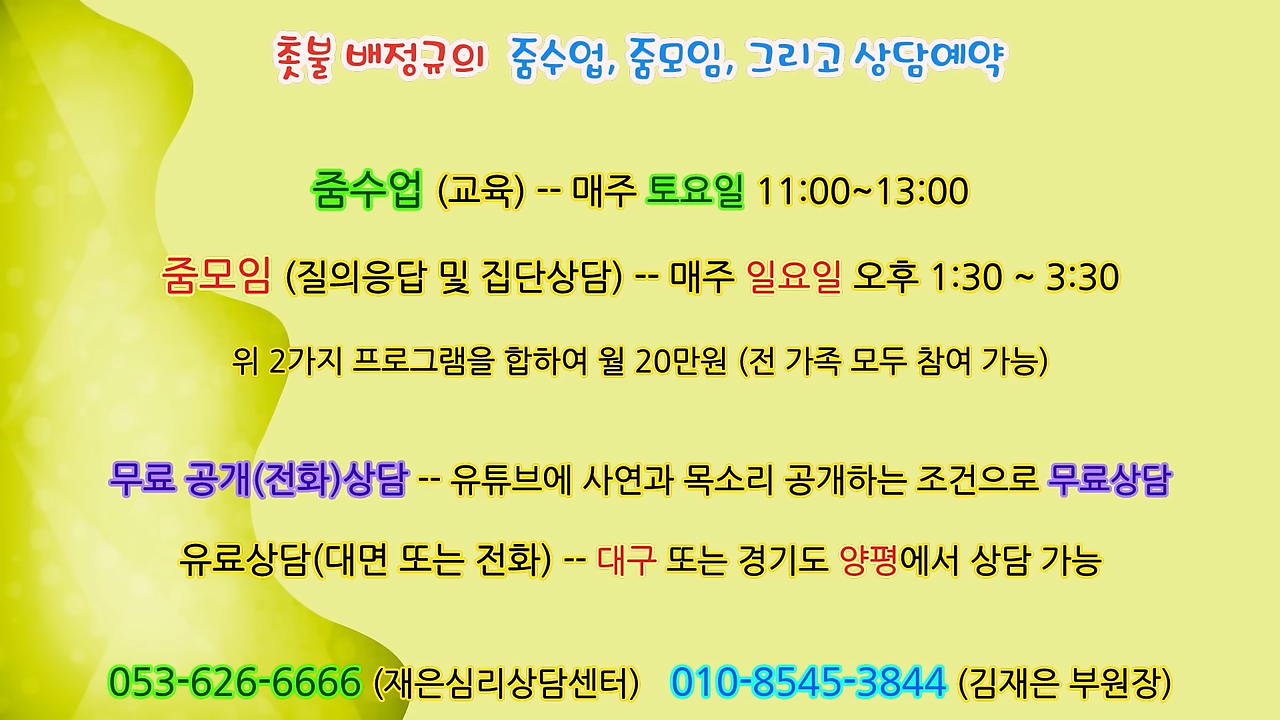 촛불 배정규의 줌수업, 줌모임, 그리고 상담예약
줌수업 (교육) -- 매주 토요일 11:00~13:00
줌모임 (질의응답 및 집단상담) -- 매주 일요일 오후 1:30 ~ 3:30
위 2가지 프로그램을 합하여 월 20만원 (전 가족 모두 참여 가능)
무료 공개(전화)상담 -- 유튜브에 사연과 목소리 공개하는 조건으로 무료상담
유료상담(대면 또는 전화) -- 대구 또는 경기도 양평에서 상담 가능
053-626-6666 (재은심리상담센터) 010-8545-3844 (김재은 부원장)